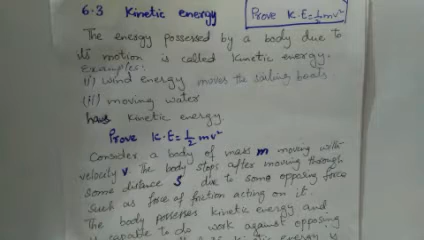 6.3 Kinetic energy
Prove K.E=½mv²
The energy possessed by a body due to
its motion is called kinetic energy.
Examples:
(i) wind energy moves the sailing boats.
(ii) moving water
has kinetic energy.
Prove K.E=½mv²
Consider a body of mass m moving with
velocity v. The body stops after moving through
some distance S due to some opposing force
such as force of friction acting on it.
The body possesses kinetic energy and
is capable to do work against opposing
kinetic energy is